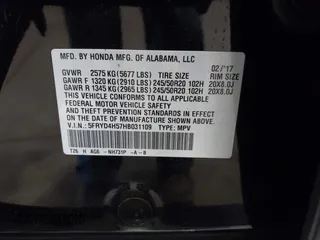 MFD. BY HONDA MFG. OF ALABAMA, LLC
02/'17
GVWR 2575 KG(5677 LBS) TIRE SIZE RIM SIZE
GAWR F 1320 KG(2910 LBS) 245/50R20 102H 20X8.0J
GAWR R 1345 KG(2965 LBS) 245/50R20 102H 20X8.0J
THIS VEHICLE CONFORMS TO ALL APPLICABLE
FEDERAL MOTOR VEHICLE SAFETY
AND THEFT PREVENTION STANDARDS IN EFFECT
ON THE DATE OF MANUFACTURE SHOWN ABOVE.
V.I.N.: 5FRYD4H57HB031109 TYPE: MPV
NH731P -A-B